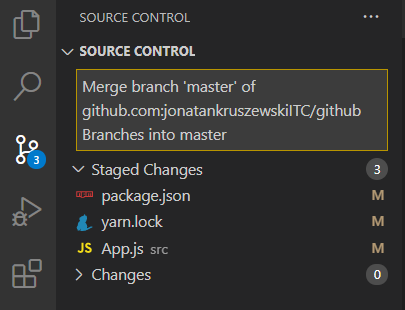 SOURCE CONTROL
SOURCE CONTROL
Merge branch 'master' of
github.com:jonatankruszewskiITC/github
Branches into master
Staged Changes 3
package.json M
yarn.lock M
JS App.js src M
Changes 0
3